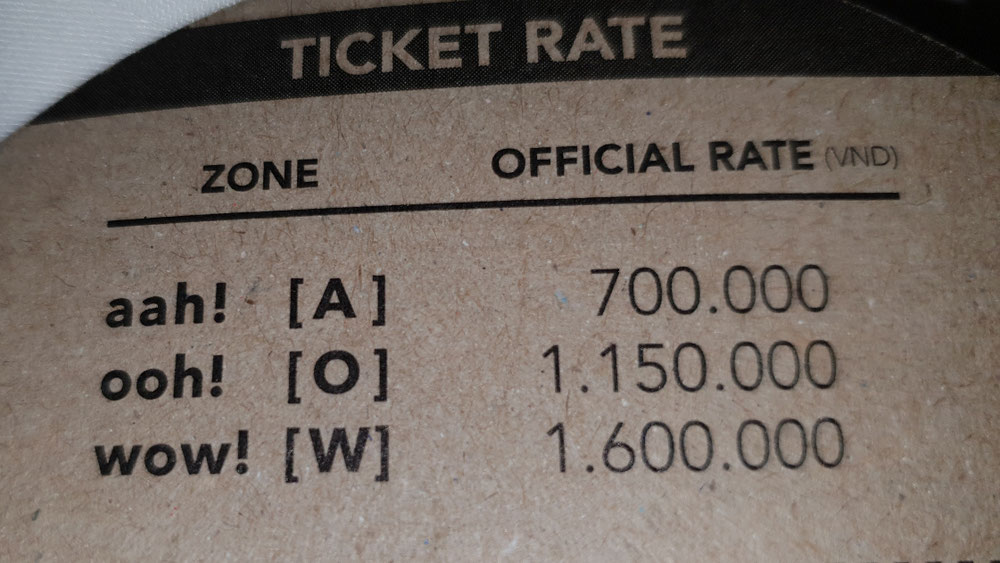 TICKET RATE
ZONE OFFICIAL RATE (VND)
aah! [A] 700.000
ooh! [O] 1.150.000
wow! [W] 1.600.000